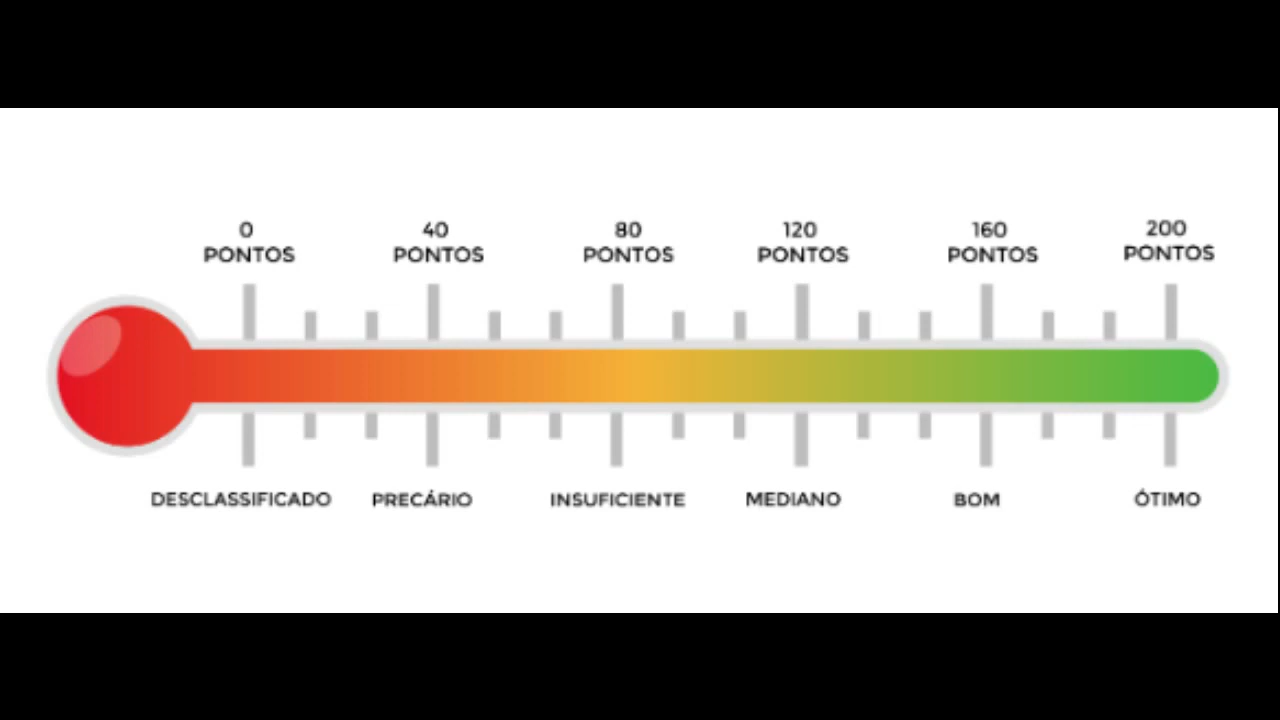 0
PONTOS
40
PONTOS
80
PONTOS
120
PONTOS
160
PONTOS
200
PONTOS
DESCLASSIFICADO
PRECÁRIO
INSUFICIENTE
MEDIANO
BOM
ÓTIMO